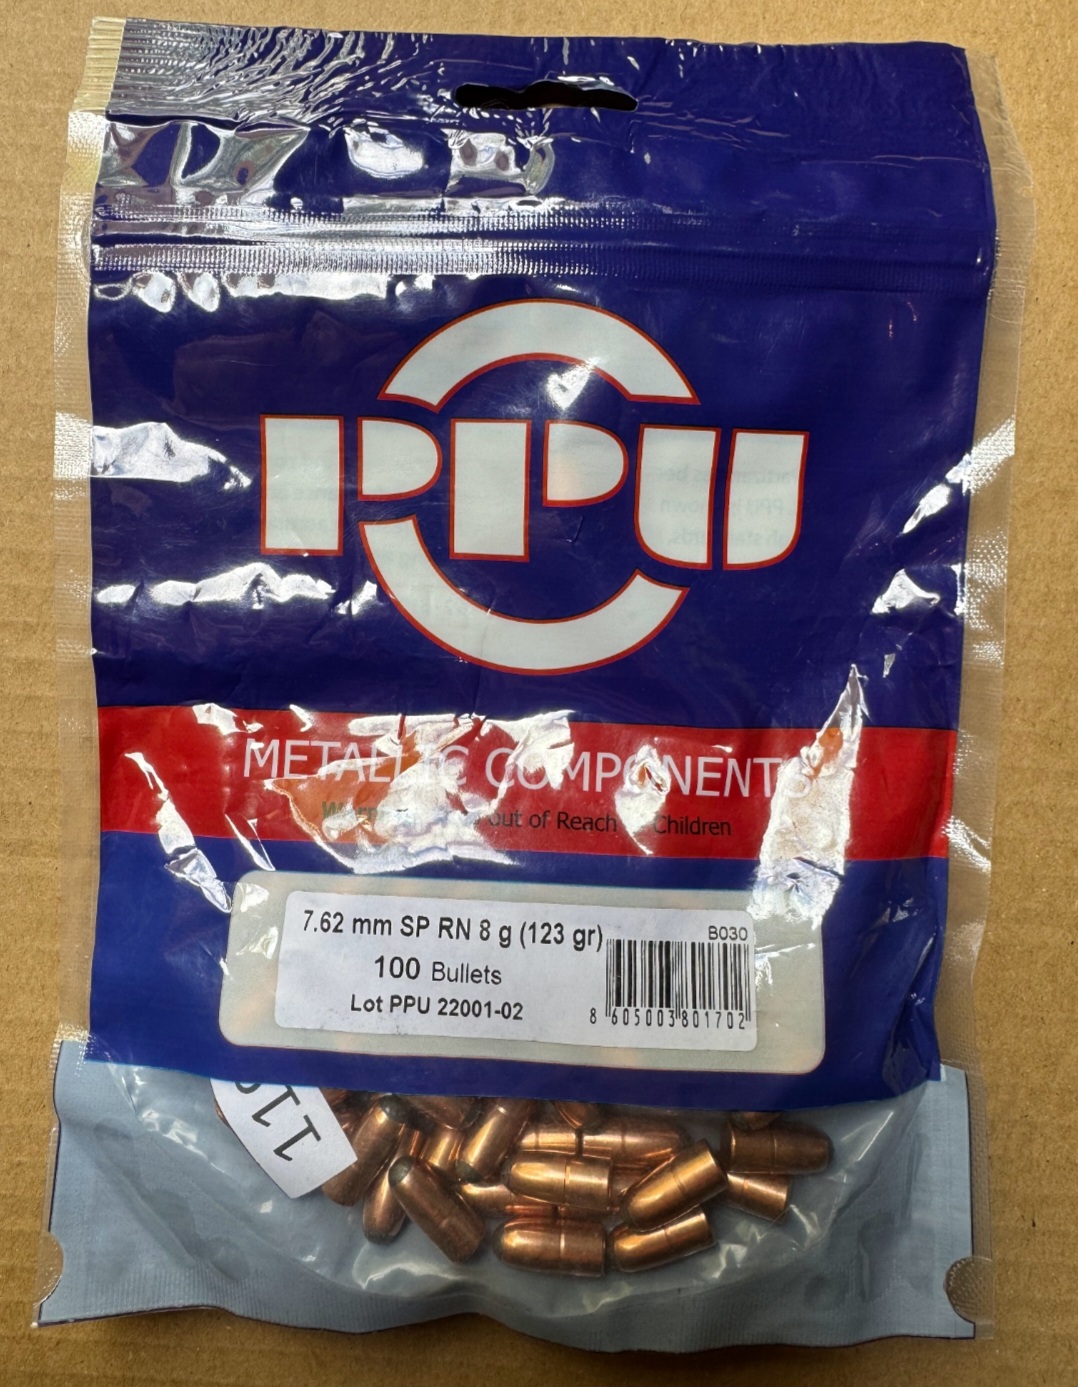 PPU
METALLIC COMPONENTS
out of Reach Children
7.62 mm SP RN 8 g (123 gr)
B030
100 Bullets
Lot PPU 22001-02
8 605003 801702